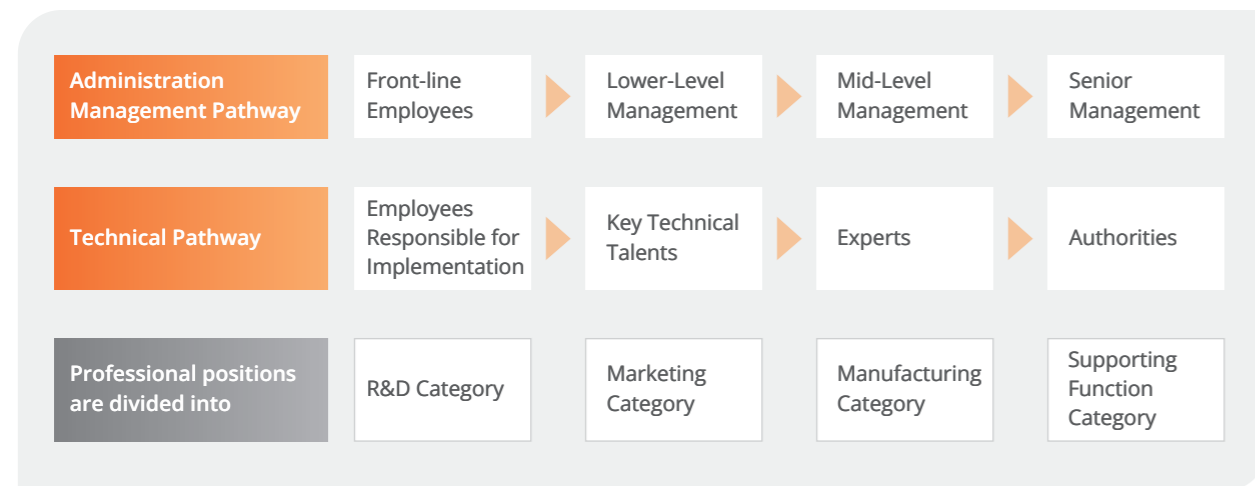 Administration
Management Pathway
Front-line
Employees
Lower-Level
Management
Mid-Level
Management
Senior
Management
Technical Pathway
Employees
Responsible for
Implementation
Key Technical
Talents
Experts
Authorities
Professional positions
are divided into
R&D Category
Marketing
Category
Manufacturing
Category
Supporting
Function
Category